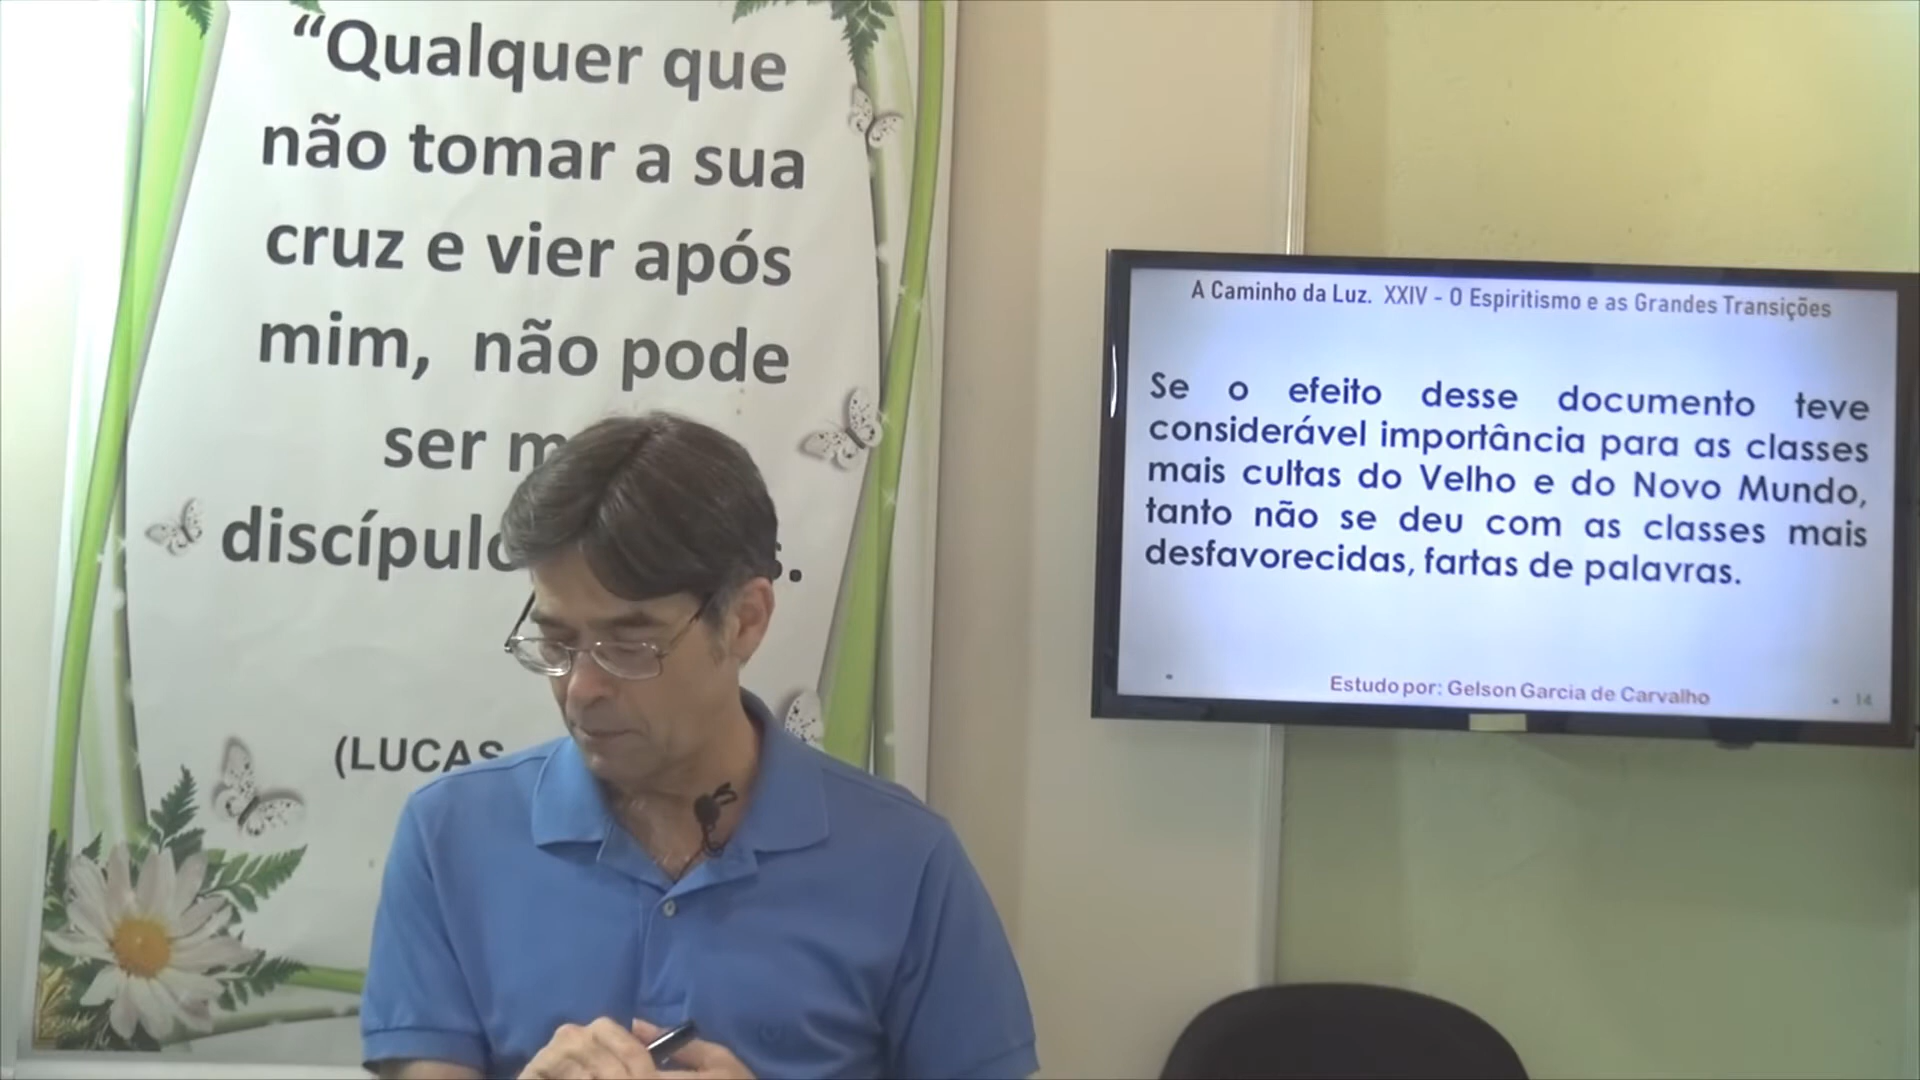 “Qualquer que
não tomar a sua
cruz e vier após
mim, não pode
ser
(LUCAS
A Caminho da Luz. XXIV - O Espiritismo e as Grandes Transições
Se o efeito desse documento teve
considerável importância para as classes
mais cultas do Velho e do Novo Mundo,
tanto não se deu com as classes mais
desfavorecidas, fartas de palavras.
Estudo por: Gelson Garcia de Carvalho
14